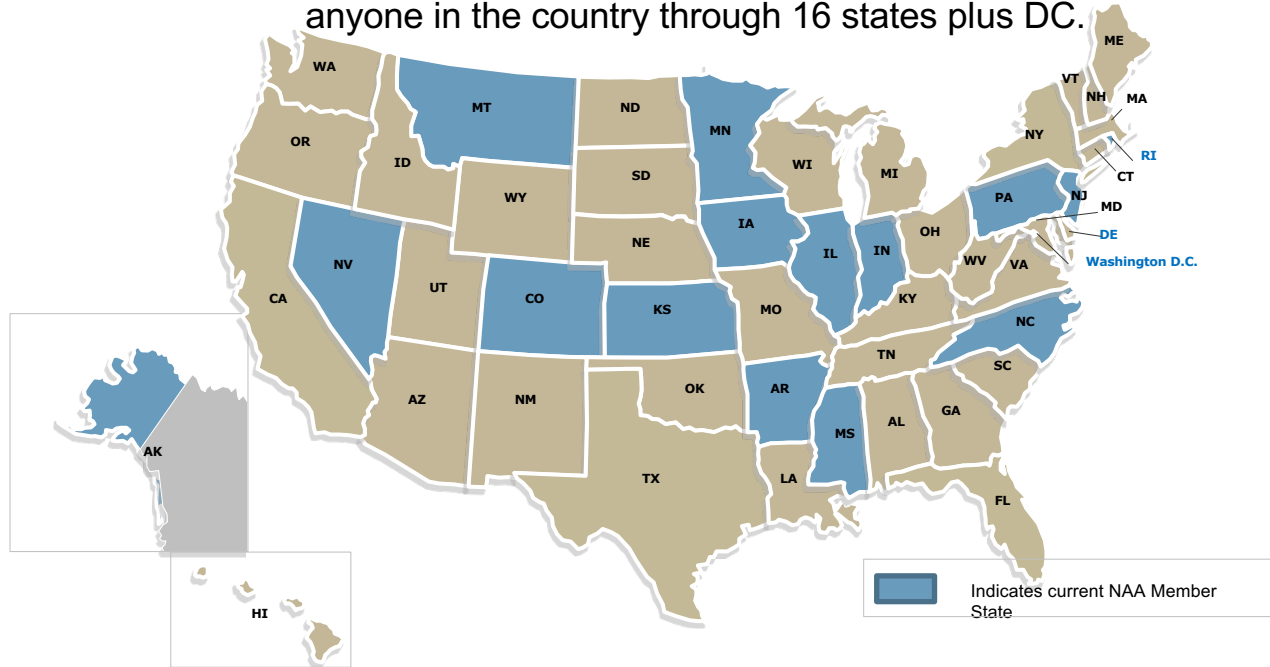 anyone in the country through 16 states plus DC.
ME
WA
VT
NH
MA
MT
ND
MN
NY
OR
ID
WI
MI
RI
SD
CT
WY
PA
NJ
MD
IA
OH
DE
NE
IL
IN
WV
VA
Washington D.C.
NV
UT
CO
KS
MO
KY
CA
NC
TN
SC
AZ
NM
OK
AR
GA
AL
MS
AK
TX
LA
FL
HI
Indicates current NAA Member
State